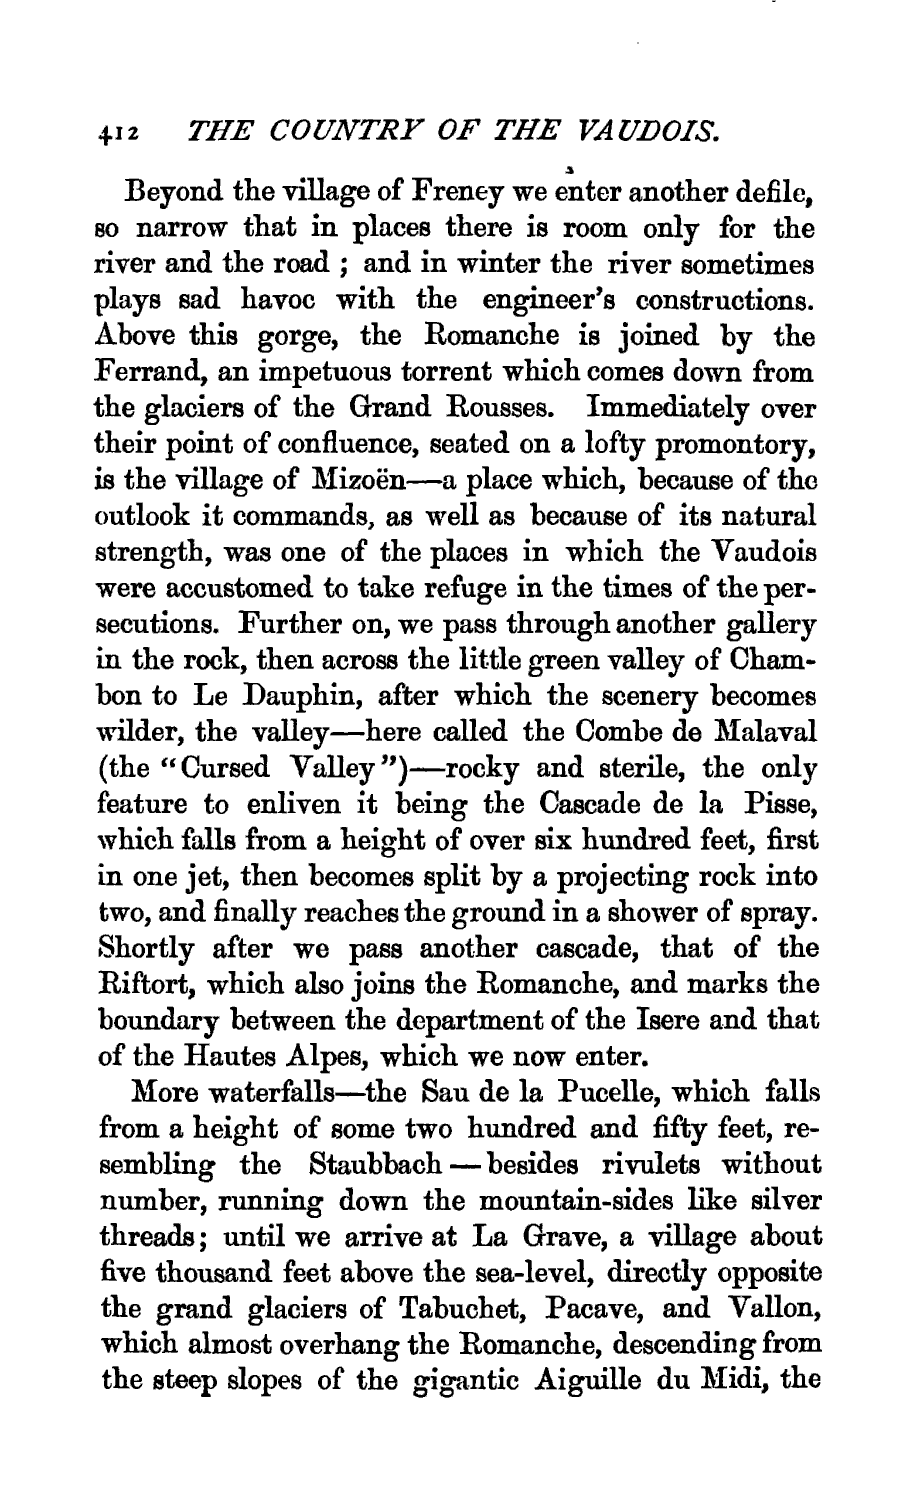 412 THE COUNTRY OF THE VAUDOIS.
Beyond the village of Freney we enter another defile,
so narrow that in places there is room only for the
river and the road ; and in winter the river sometimes
plays sad havoc with the engineer's constructions.
Above this gorge, the Romanche is joined by the
Ferrand, an impetuous torrent which comes down from
the glaciers of the Grand Rousses. Immediately over
their point of confluence, seated on a lofty promontory,
is the village of Mizoën—a place which, because of the
outlook it commands, as well as because of its natural
strength, was one of the places in which the Vaudois
were accustomed to take refuge in the times of the per-
secutions. Further on, we pass through another gallery
in the rock, then across the little green valley of Cham-
bon to Le Dauphin, after which the scenery becomes
wilder, the valley—here called the Combe de Malaval
(the "Cursed Valley")—rocky and sterile, the only
feature to enliven it being the Cascade de la Pisse,
which falls from a height of over six hundred feet, first
in one jet, then becomes split by a projecting rock into
two, and finally reaches the ground in a shower of spray.
Shortly after we pass another cascade, that of the
Riftort, which also joins the Romanche, and marks the
boundary between the department of the Isere and that
of the Hautes Alpes, which we now enter.
More waterfalls—the Sau de la Pucelle, which falls
from a height of some two hundred and fifty feet, re-
sembling the Staubbach — besides rivulets without
number, running down the mountain-sides like silver
threads; until we arrive at La Grave, a village about
five thousand feet above the sea-level, directly opposite
the grand glaciers of Tabuchet, Pacave, and Vallon,
which almost overhang the Romanche, descending from
the steep slopes of the gigantic Aiguille du Midi, the